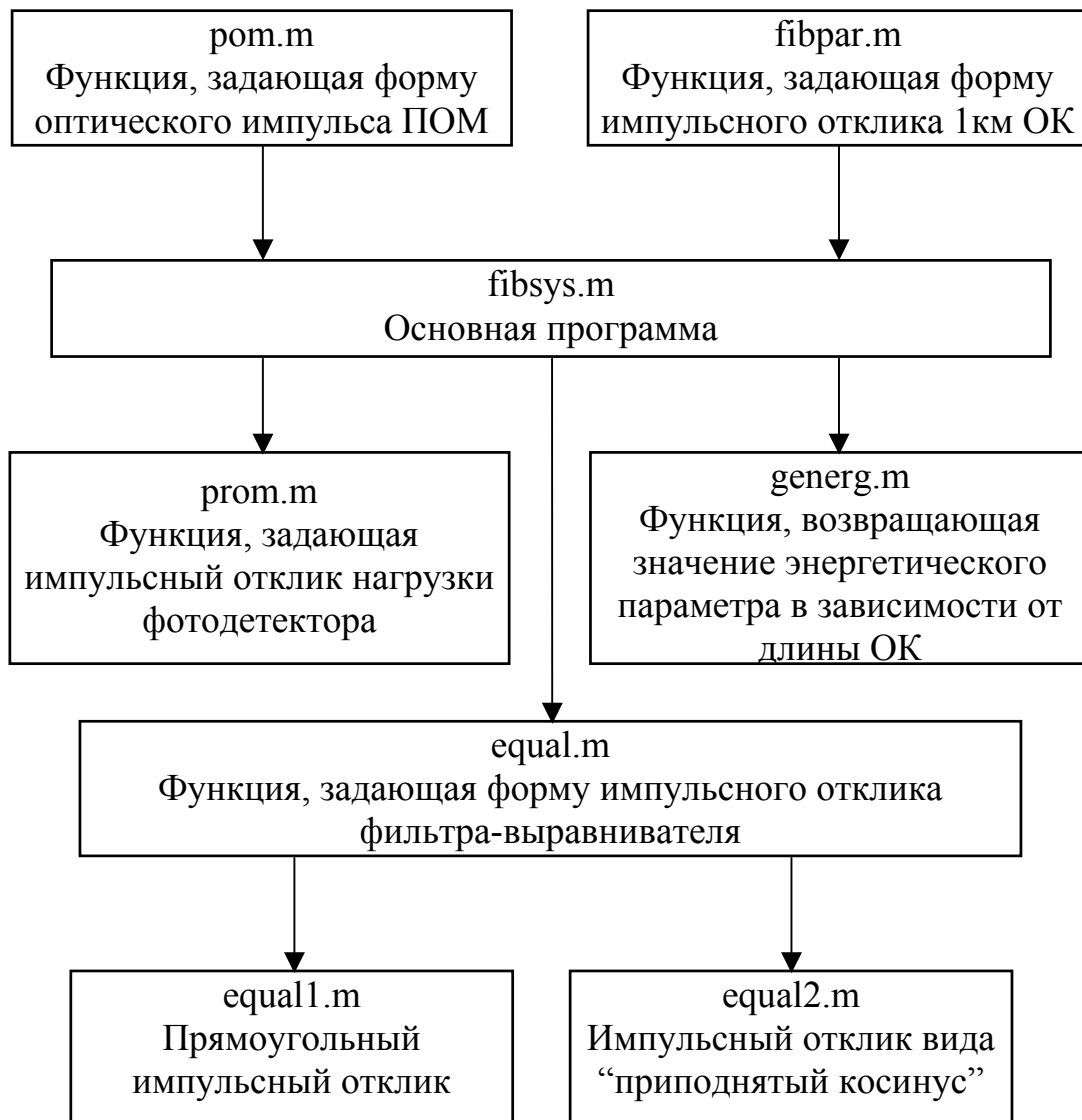 pom.m
Функция, задающая форму
оптического импульса ПОМ
fibpar.m
Функция, задающая форму
импульсного отклика 1км ОК
fibsys.m
Основная программа
prom.m
Функция, задающая
импульсный отклик нагрузки
фотодетектора
generg.m
Функция, возвращающая
значение энергетического
параметра в зависимости от
длины ОК
equal.m
Функция, задающая форму импульсного отклика
фильтра-выравнивателя
equal1.m
Прямоугольный
импульсный отклик
equal2.m
Импульсный отклик вида
“приподнятый косинус”